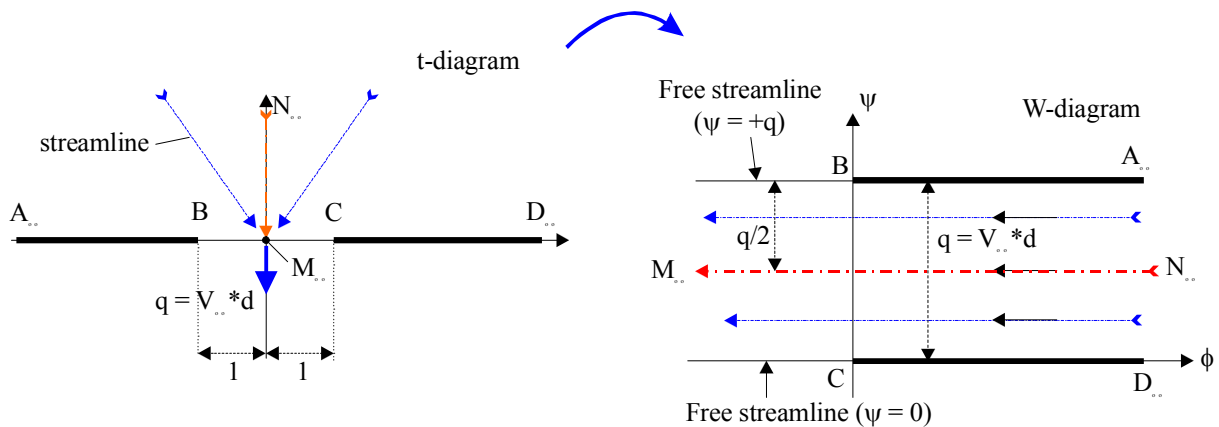 t-diagram
N∞
streamline
A∞
B
C
D∞
M∞
q = V∞*d
1
1
Free streamline
(ψ = +q)
ψ
W-diagram
B
A∞
q/2
q = V∞*d
M∞
N∞
C
D∞
ϕ
Free streamline (ψ = 0)